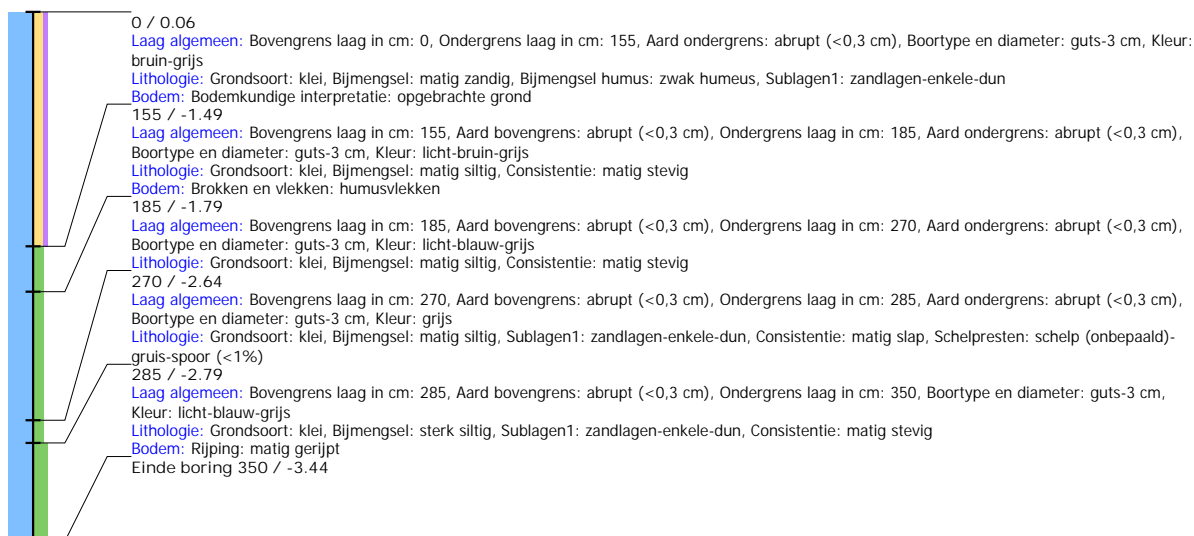 0 / 0.06
Laag algemeen: Bovengrens laag in cm: 0, Ondergrens laag in cm: 155, Aard ondergrens: abrupt (<0,3 cm), Boortype en diameter: guts-3 cm, Kleur:
bruin-grijs
Lithologie: Grondsoort: klei, Bijmengsel: matig zandig, Bijmengsel humus: zwak humeus, Sublagen1: zandlagen-enkele-dun
Bodem: Bodemkundige interpretatie: opgebrachte grond
155 / -1.49
Laag algemeen: Bovengrens laag in cm: 155, Aard bovengrens: abrupt (<0,3 cm), Ondergrens laag in cm: 185, Aard ondergrens: abrupt (<0,3 cm),
Boortype en diameter: guts-3 cm, Kleur: licht-bruin-grijs
Lithologie: Grondsoort: klei, Bijmengsel: matig siltig, Consistentie: matig stevig
Bodem: Brokken en vlekken: humusvlekken
185 / -1.79
Laag algemeen: Bovengrens laag in cm: 185, Aard bovengrens: abrupt (<0,3 cm), Ondergrens laag in cm: 270, Aard ondergrens: abrupt (<0,3 cm),
Boortype en diameter: guts-3 cm, Kleur: licht-blauw-grijs
Lithologie: Grondsoort: klei, Bijmengsel: matig siltig, Consistentie: matig stevig
270 / -2.64
Laag algemeen: Bovengrens laag in cm: 270, Aard bovengrens: abrupt (<0,3 cm), Ondergrens laag in cm: 285, Aard ondergrens: abrupt (<0,3 cm),
Boortype en diameter: guts-3 cm, Kleur: grijs
Lithologie: Grondsoort: klei, Bijmengsel: matig siltig, Sublagen1: zandlagen-enkele-dun, Consistentie: matig slap, Schelpresten: schelp (onbepaald)-
gruis-spoor (<1%)
285 / -2.79
Laag algemeen: Bovengrens laag in cm: 285, Aard bovengrens: abrupt (<0,3 cm), Ondergrens laag in cm: 350, Boortype en diameter: guts-3 cm,
Kleur: licht-blauw-grijs
Lithologie: Grondsoort: klei, Bijmengsel: sterk siltig, Sublagen1: zandlagen-enkele-dun, Consistentie: matig stevig
Bodem: Rijping: matig gerijpt
Einde boring 350 / -3.44